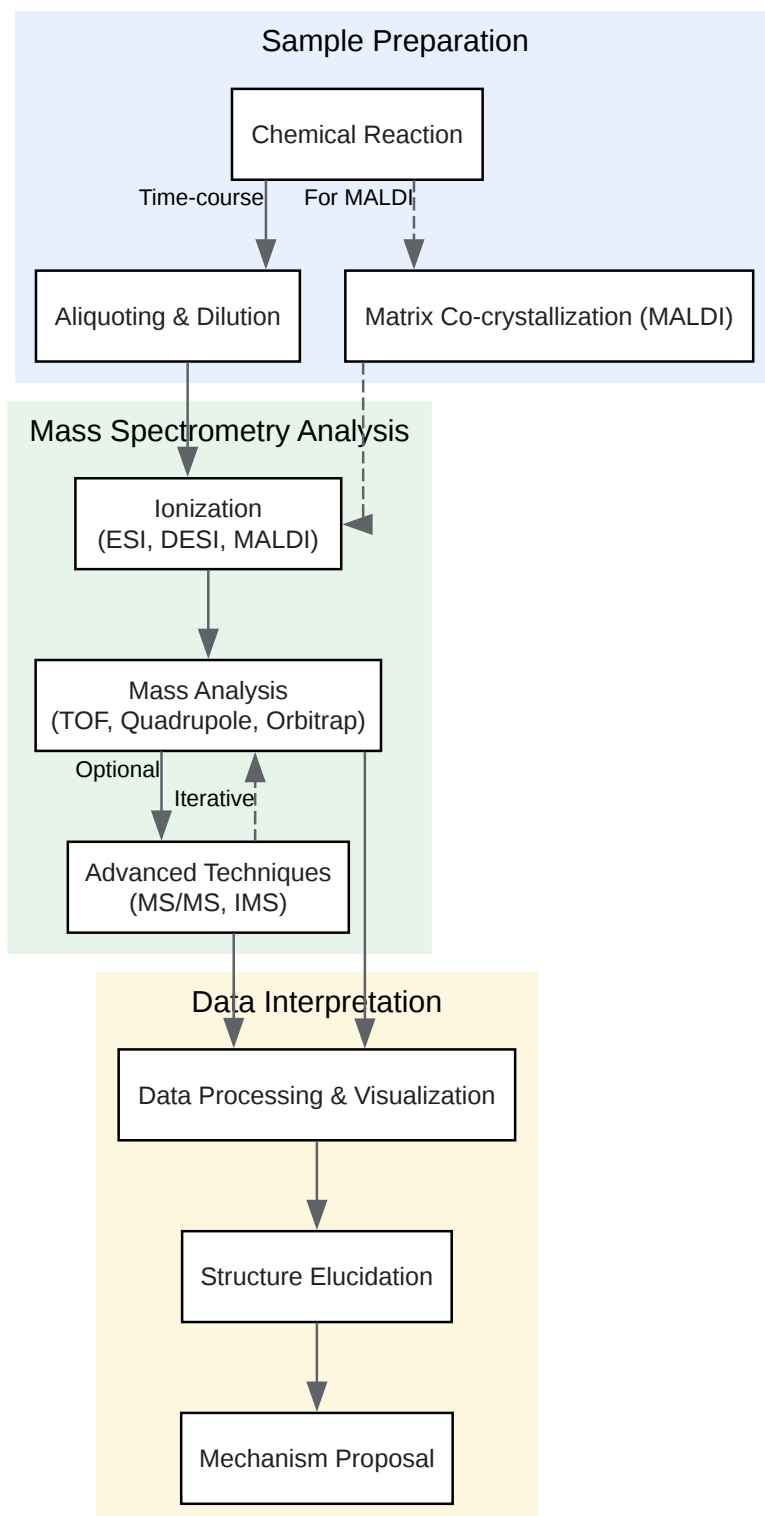 Sample Preparation
Chemical Reaction
Time-course
For MALDI
Aliquoting & Dilution
Matrix Co-crystallization (MALDI)
Mass Spectrometry Analysis
Ionization
(ESI, DESI, MALDI)
Mass Analysis
(TOF, Quadrupole, Orbitrap)
Optional
Iterative
Advanced Techniques
(MS/MS, IMS)
Data Interpretation
Data Processing & Visualization
Structure Elucidation
Mechanism Proposal